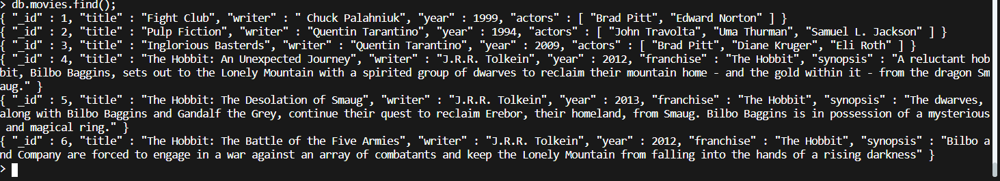 > db.movies.find();
{ "_id" : 1, "title" : "Fight Club", "writer" : " Chuck Palahniuk", "year" : 1999, "actors" : [ "Brad Pitt", "Edward Norton" ] }
{ "_id" : 2, "title" : "Pulp Fiction", "writer" : "Quentin Tarantino", "year" : 1994, "actors" : [ "John Travolta", "Uma Thurman", "Samuel L. Jackson" ] }
{ "_id" : 3, "title" : "Inglorious Basterds", "writer" : "Quentin Tarantino", "year" : 2009, "actors" : [ "Brad Pitt", "Diane Kruger", "Eli Roth" ] }
{ "_id" : 4, "title" : "The Hobbit: An Unexpected Journey", "writer" : "J.R.R. Tolkein", "year" : 2012, "franchise" : "The Hobbit", "synopsis" : "A reluctant hob
bit, Bilbo Baggins, sets out to the Lonely Mountain with a spirited group of dwarves to reclaim their mountain home - and the gold within it - from the dragon Sm
aug." }
{ "_id" : 5, "title" : "The Hobbit: The Desolation of Smaug", "writer" : "J.R.R. Tolkein", "year" : 2013, "franchise" : "The Hobbit", "synopsis" : "The dwarves,
along with Bilbo Baggins and Gandalf the Grey, continue their quest to reclaim Erebor, their homeland, from Smaug. Bilbo Baggins is in possession of a mysterious
 and magical ring." }
{ "_id" : 6, "title" : "The Hobbit: The Battle of the Five Armies", "writer" : "J.R.R. Tolkein", "year" : 2012, "franchise" : "The Hobbit", "synopsis" : "Bilbo a
nd Company are forced to engage in a war against an array of combatants and keep the Lonely Mountain from falling into the hands of a rising darkness" }
>